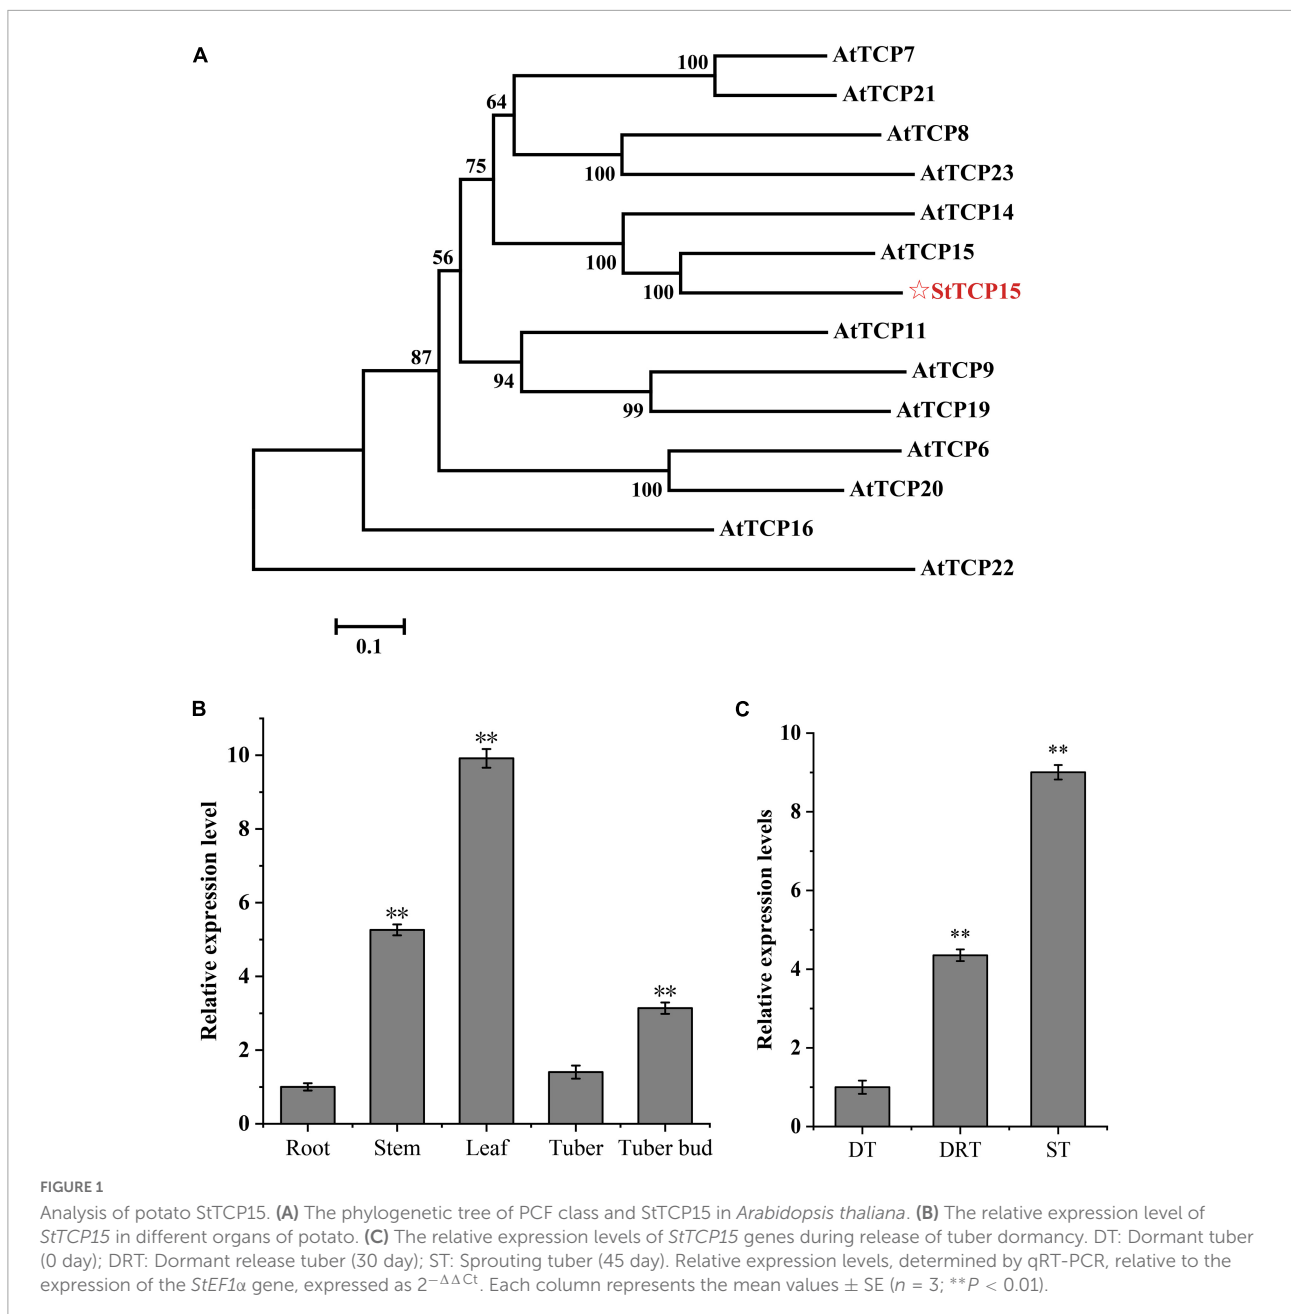 A
AtTCP7
100
AtTCP21
64
AtTCP8
75
100
AtTCP23
AtTCP14
56
100
AtTCP15
100
☆StTCP15
87
AtTCP11
94
AtTCP9
99
AtTCP19
AtTCP6
100
AtTCP20
AtTCP16
AtTCP22
0.1
B
Relative expression level
10
8
6
4
2
0
**
**
**
Root Stem Leaf Tuber Tuber bud
C
Relative expression levels
10
8
6
4
2
0
**
**
DT DRT ST
FIGURE 1
Analysis of potato StTCP15. (A) The phylogenetic tree of PCF class and StTCP15 in Arabidopsis thaliana. (B) The relative expression level of
StTCP15 in different organs of potato. (C) The relative expression levels of StTCP15 genes during release of tuber dormancy. DT: Dormant tuber
(0 day); DRT: Dormant release tuber (30 day); ST: Sprouting tuber (45 day). Relative expression levels, determined by qRT-PCR, relative to the
expression of the StEF1α gene, expressed as 2−ΔΔCt. Each column represents the mean values ± SE (n = 3; **P < 0.01).